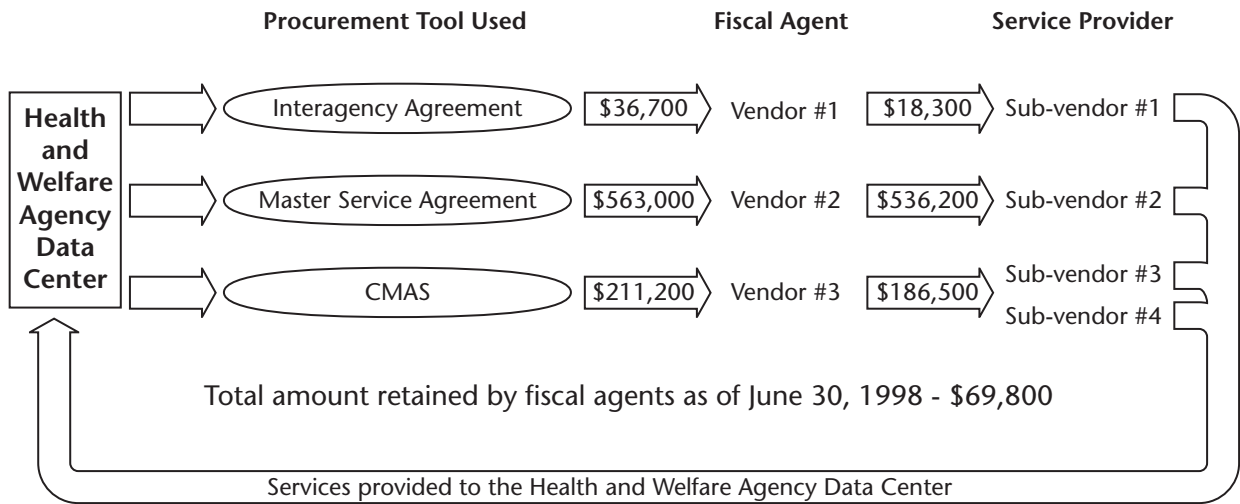 Procurement Tool Used Fiscal Agent Service Provider
Health
and
Welfare
Agency
Data
Center
Interagency Agreement $36,700 Vendor #1 $18,300 Sub-vendor #1
Master Service Agreement $563,000 Vendor #2 $536,200 Sub-vendor #2
CMAS $211,200 Vendor #3 $186,500 Sub-vendor #3
Sub-vendor #4
Total amount retained by fiscal agents as of June 30, 1998 - $69,800
Services provided to the Health and Welfare Agency Data Center